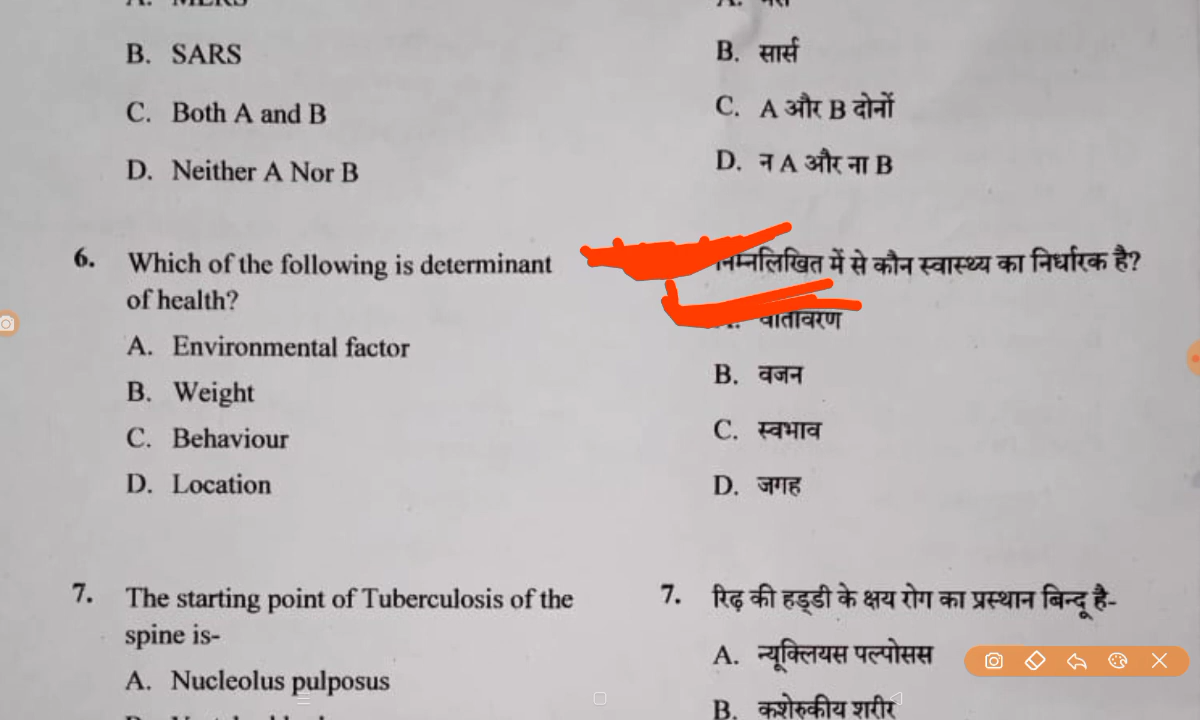 B. SARS
C. Both A and B
D. Neither A Nor B
6. Which of the following is determinant
of health?
A. Environmental factor
B. Weight
C. Behaviour
D. Location
7. The starting point of Tuberculosis of the
spine is-
A. Nucleolus pulposus
B. सार्स
C. A और B दोनों
D. न A और ना B
निम्नलिखित में से कौन स्वास्थ्य का निर्धारक है?
वातावरण
B. वजन
C. स्वभाव
D. जगह
7. रिढ़ की हड्डी के क्षय रोग का प्रस्थान बिन्दू है-
A. न्यूक्लियस पल्पोसस
B. कशेरुकीय शरीर